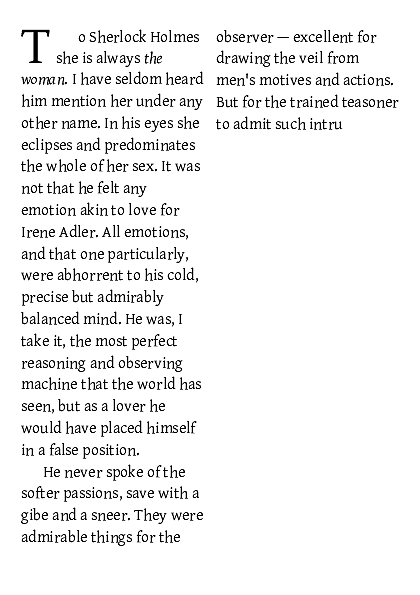 To Sherlock Holmes
she is always the
woman. I have seldom heard
him mention her under any
other name. In his eyes she
eclipses and predominates
the whole of her sex. It was
not that he felt any
emotion akin to love for
Irene Adler. All emotions,
and that one particularly,
were abhorrent to his cold,
precise but admirably
balanced mind. He was, I
take it, the most perfect
reasoning and observing
machine that the world has
seen, but as a lover he
would have placed himself
in a false position.
He never spoke of the
softer passions, save with a
gibe and a sneer. They were
admirable things for the
observer — excellent for
drawing the veil from
men's motives and actions.
But for the trained teasoner
to admit such intru